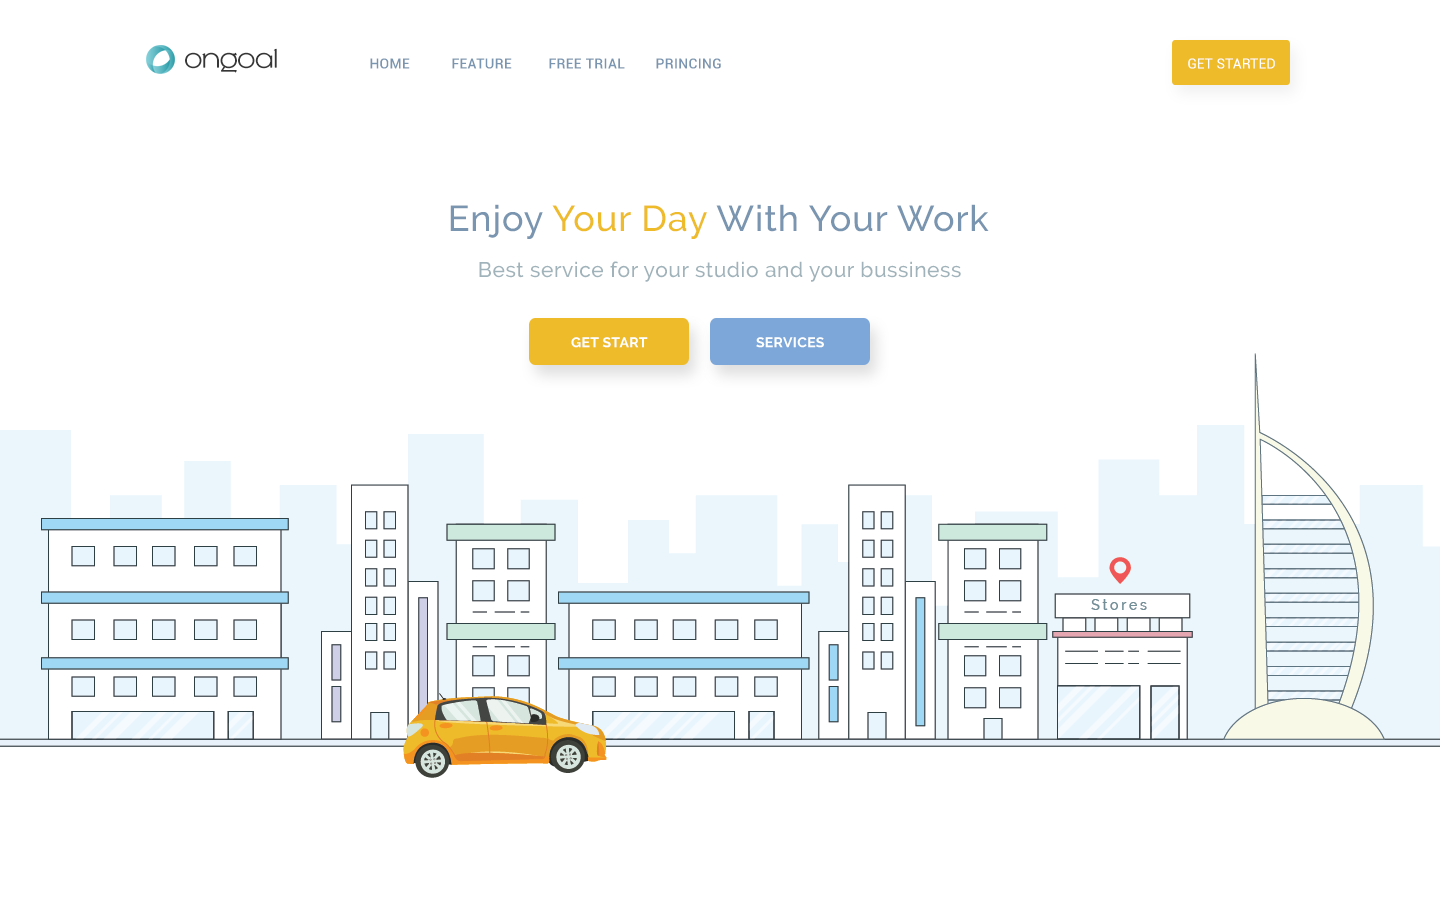 ongoal
HOME FEATURE FREE TRIAL PRINCING
GET STARTED
Enjoy Your Day With Your Work
Best service for your studio and your bussiness
GET START
SERVICES
Stores